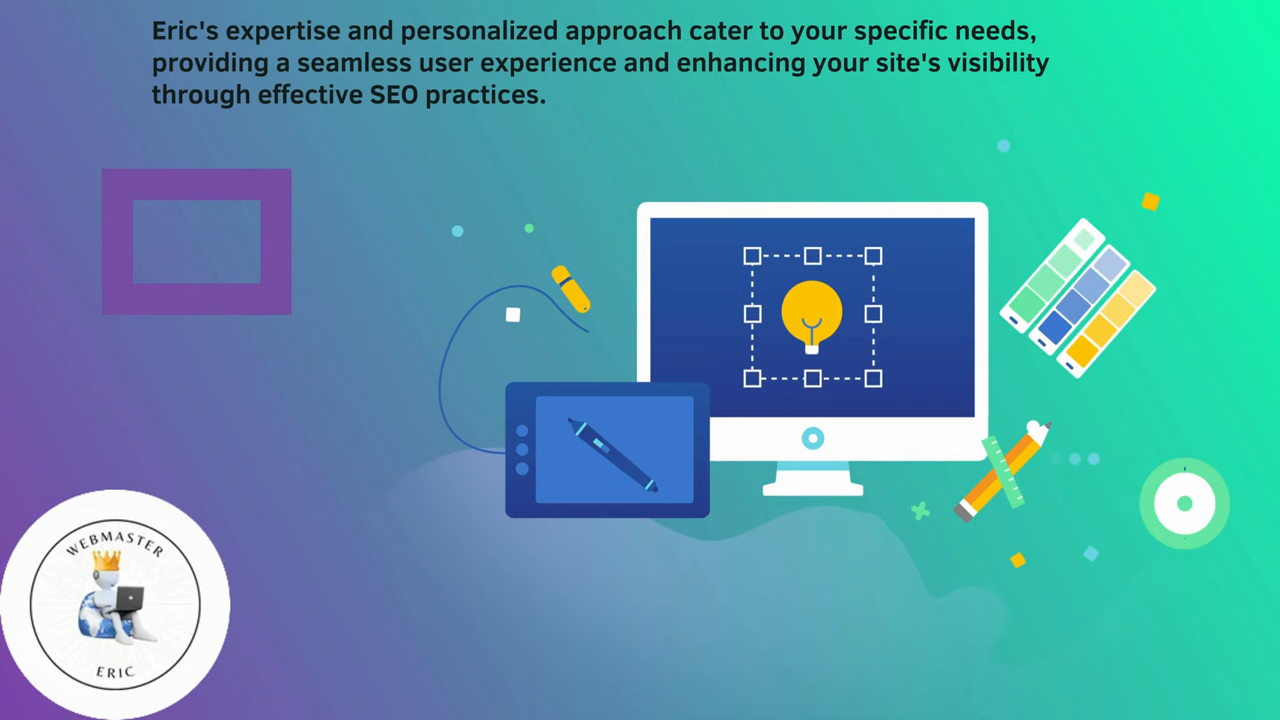 Eric's expertise and personalized approach cater to your specific needs,
providing a seamless user experience and enhancing your site's visibility
through effective SEO practices.
WEBMASTER
ERIC